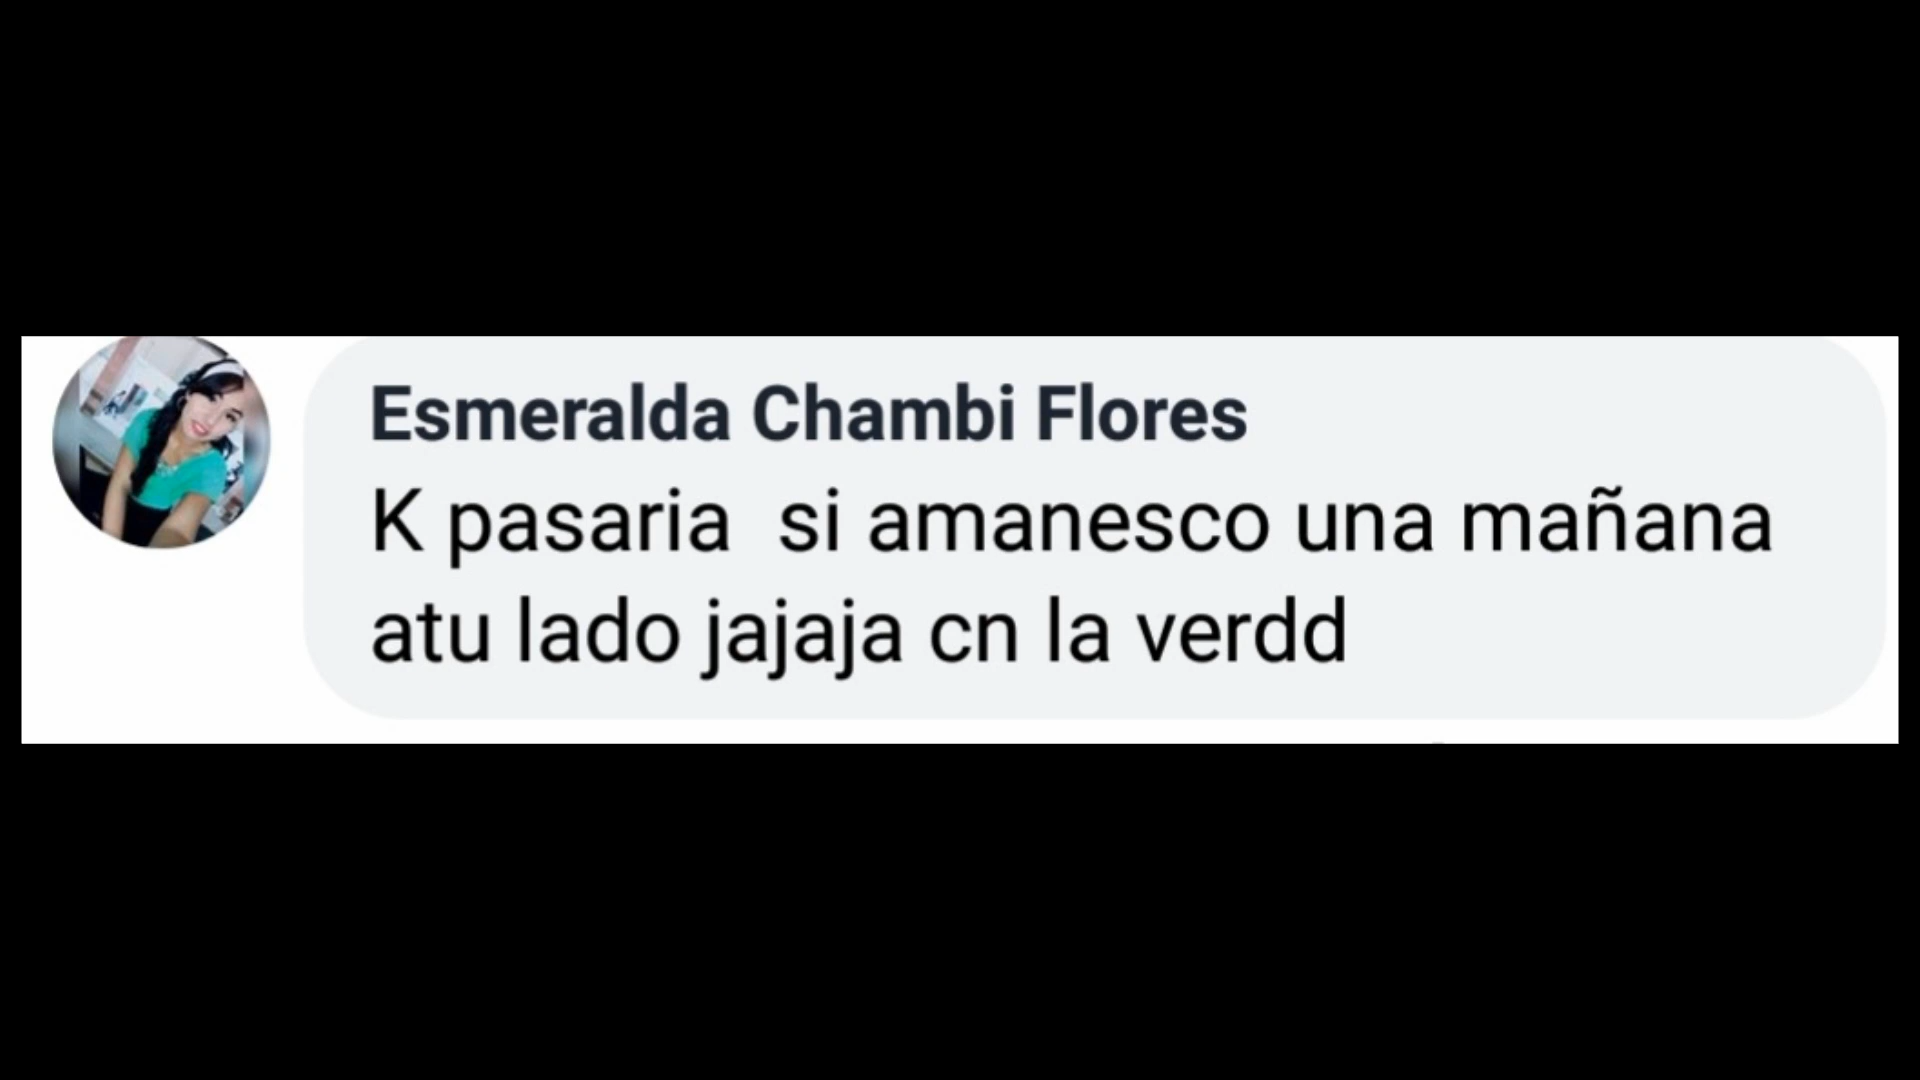 Esmeralda Chambi Flores
K pasaria  si amanesco una mañana
atu lado jajaja cn la verdd